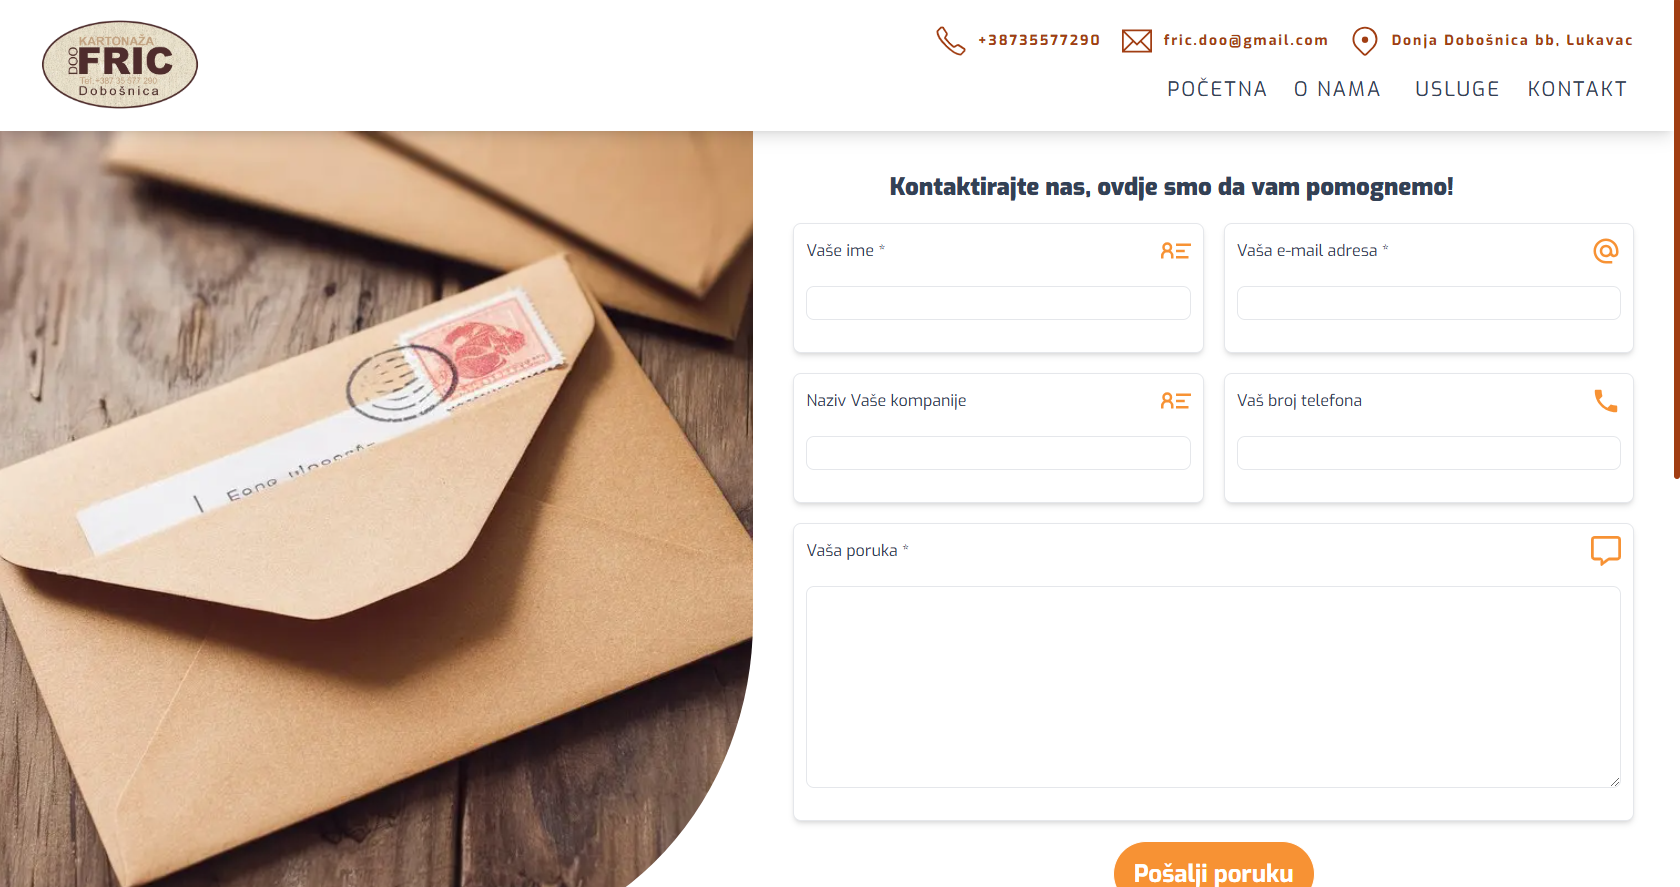 KARTONAŽA
DOO FRIC
Tel. +387 35 577 290
Dobošnica
+38735577290 fric.doo@gmail.com Donja Dobošnica bb, Lukavac
POČETNA O NAMA USLUGE KONTAKT
Kontaktirajte nas, ovdje smo da vam pomognemo!
Vaše ime * Vaša e-mail adresa *
Naziv Vaše kompanije Vaš broj telefona
Vaša poruka *
Pošalji poruku